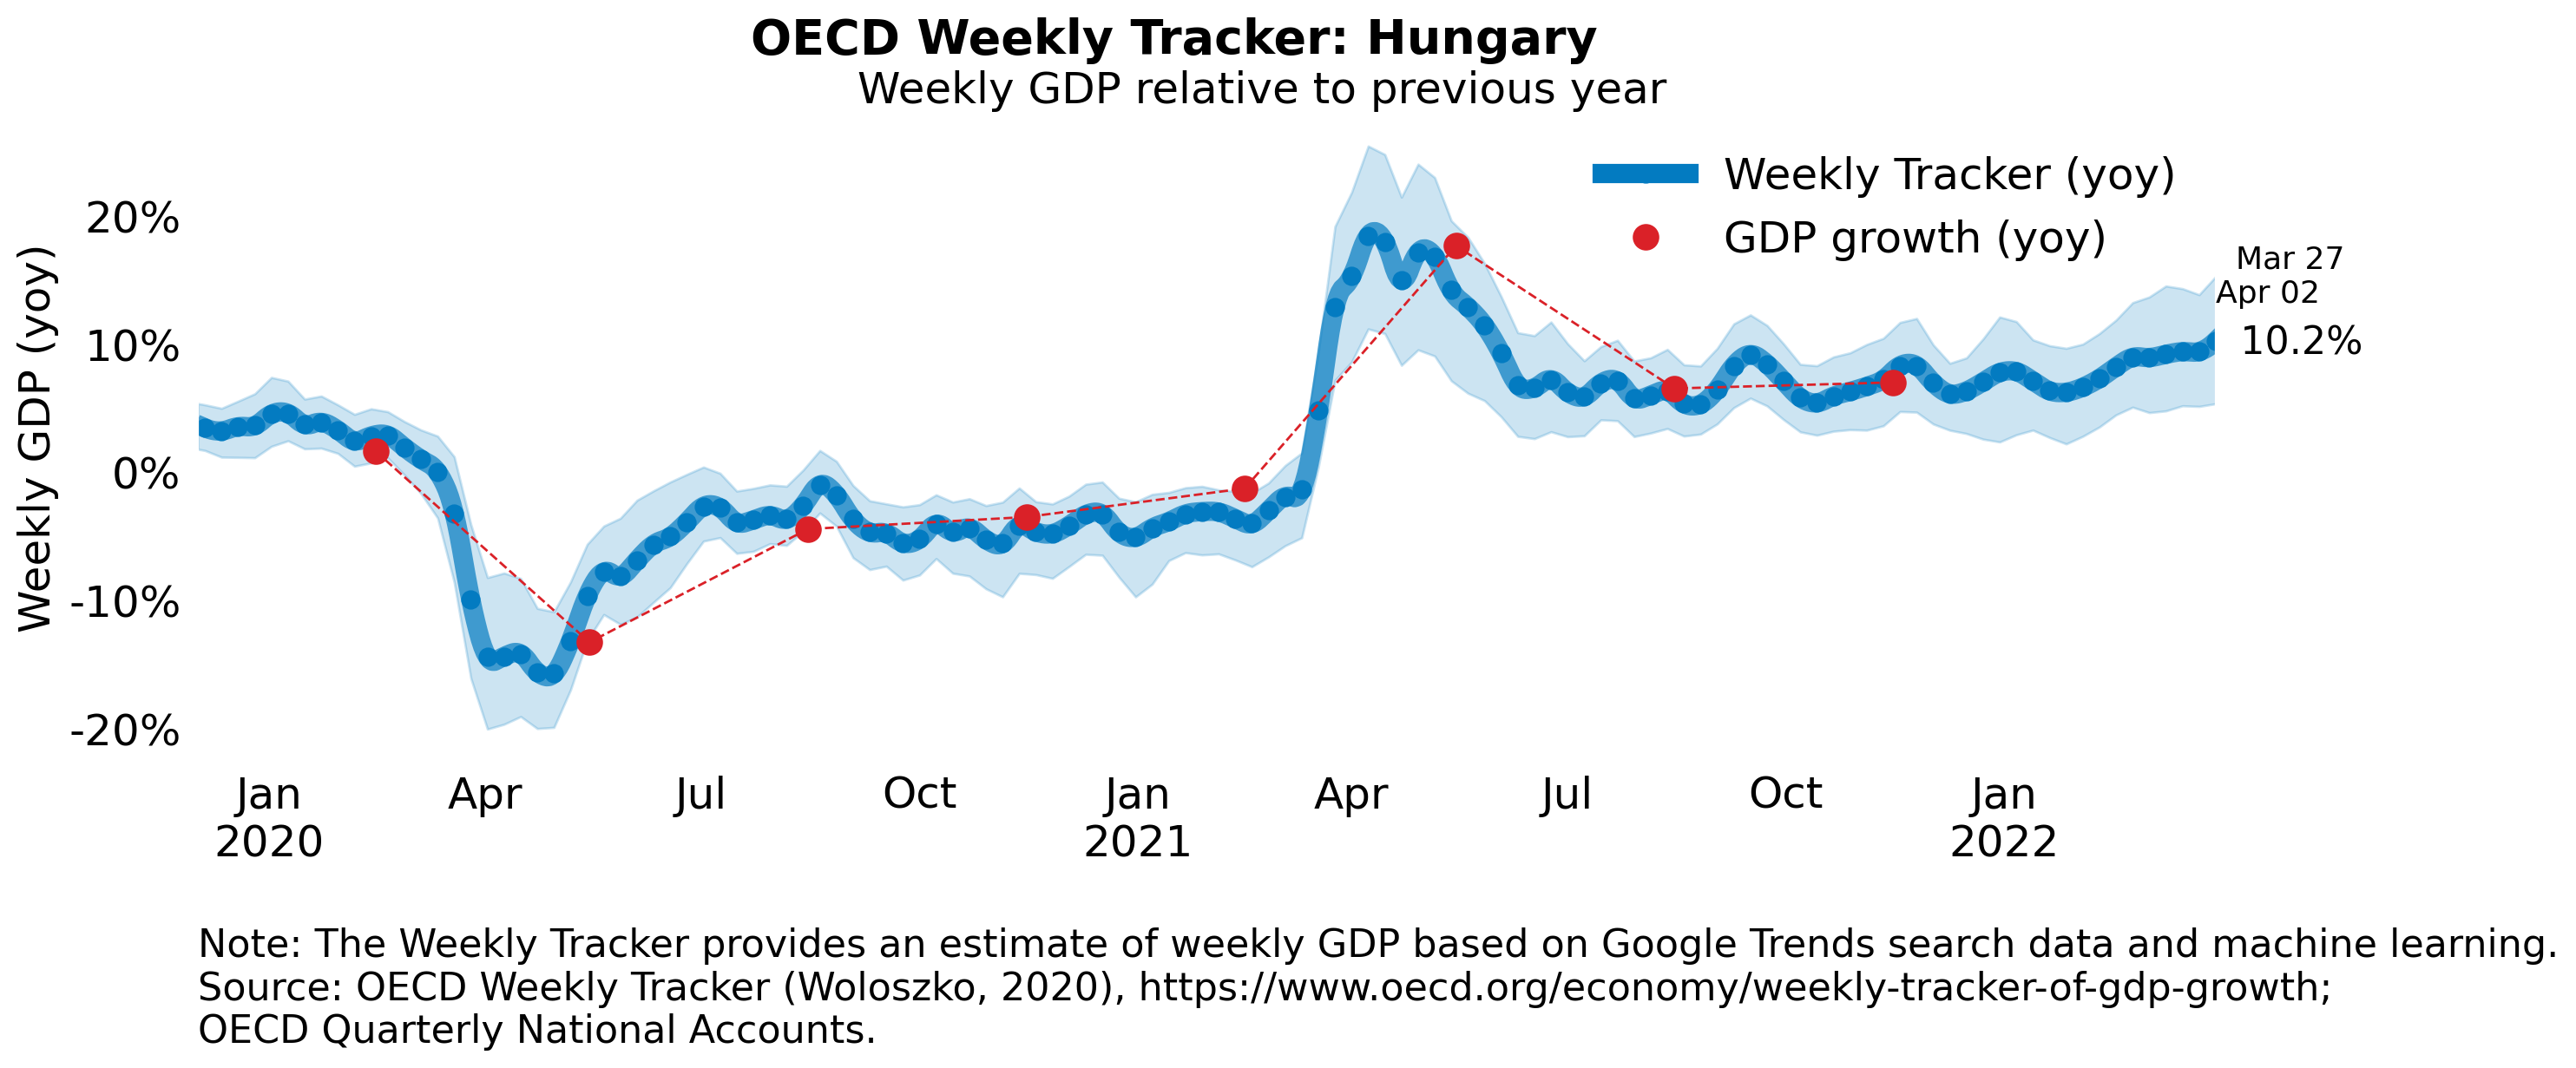 OECD Weekly Tracker: Hungary
Weekly GDP relative to previous year
Weekly Tracker (yoy)
GDP growth (yoy)
Weekly GDP (yoy)
20%
10%
0%
-10%
-20%
Mar 27
Apr 02
10.2%
Jan Apr Jul Oct Jan Apr Jul Oct Jan
2020 2021 2022
Note: The Weekly Tracker provides an estimate of weekly GDP based on Google Trends search data and machine learning.
Source: OECD Weekly Tracker (Woloszko, 2020), https://www.oecd.org/economy/weekly-tracker-of-gdp-growth;
OECD Quarterly National Accounts.